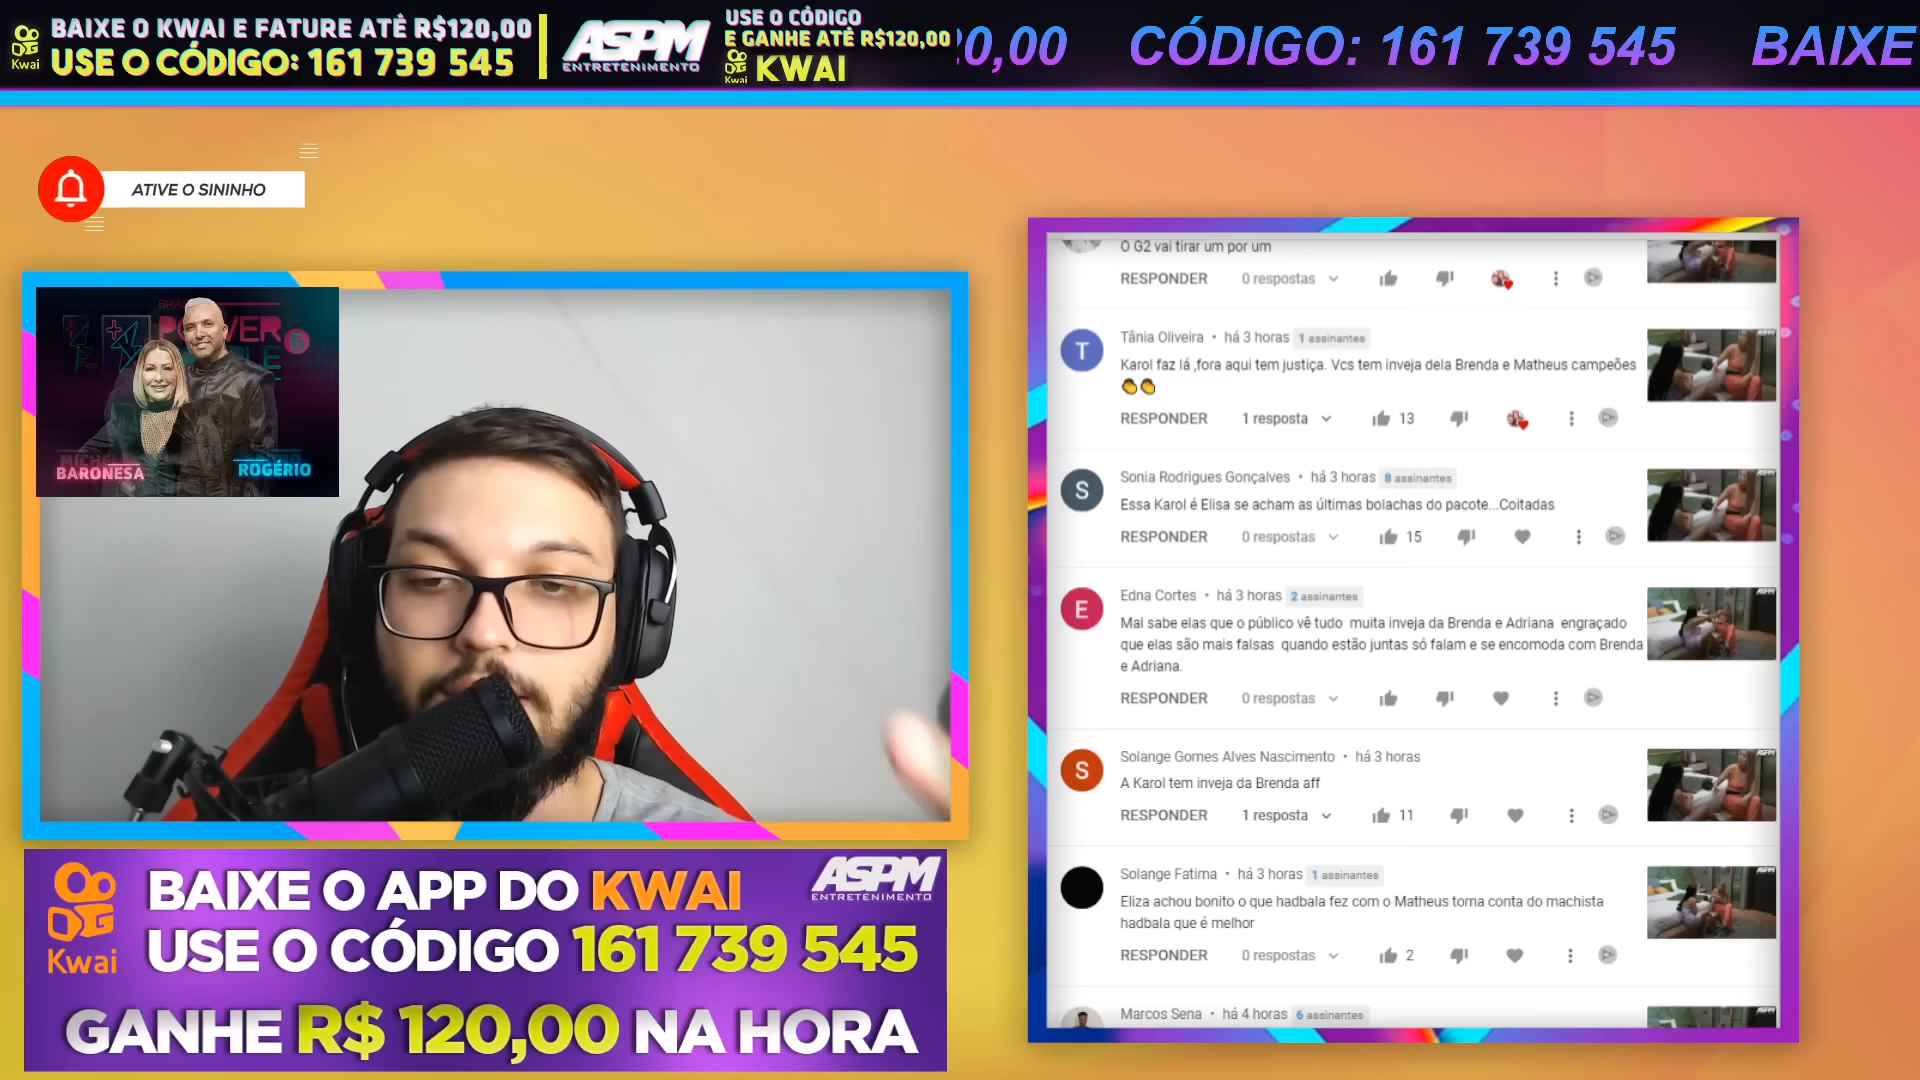 BAIXE O KWAI E FATURE ATÉ R$120,00
USE O CÓDIGO: 161 739 545
Kwai
ASPM
ENTRETENIMENTO
USE O CÓDIGO
E GANHE ATÉ R$120,00
Kwai
KWAI
0,00 CÓDIGO: 161 739 545 BAIXE
ATIVE O SININHO
BARONESA
ROGÉRIO
Kwai
BAIXE O APP DO KWAI
ASPM
ENTRETENIMENTO
USE O CÓDIGO 161 739 545
GANHE R$ 120,00 NA HORA
O G2 vai tirar um por um
RESPONDER 0 respostas
T
Tânia Oliveira • há 3 horas 1 assinantes
Karol faz lá ,fora aqui tem justiça. Vcs tem inveja dela Brenda e Matheus campeões
👏👏
RESPONDER 1 resposta 13
S
Sonia Rodrigues Gonçalves • há 3 horas 8 assinantes
Essa Karol é Elisa se acham as últimas bolachas do pacote...Coitadas
RESPONDER 0 respostas 15
E
Edna Cortes • há 3 horas 2 assinantes
Mal sabe elas que o público vê tudo muita inveja da Brenda e Adriana engraçado
que elas são mais falsas quando estão juntas só falam e se encomoda com Brenda
e Adriana.
RESPONDER 0 respostas
S
Solange Gomes Alves Nascimento • há 3 horas
A Karol tem inveja da Brenda aff
RESPONDER 1 resposta 11
Solange Fatima • há 3 horas 1 assinantes
Eliza achou bonito o que hadbala fez com o Matheus toma conta do machista
hadbala que é melhor
RESPONDER 0 respostas 2
Marcos Sena • há 4 horas 6 assinantes